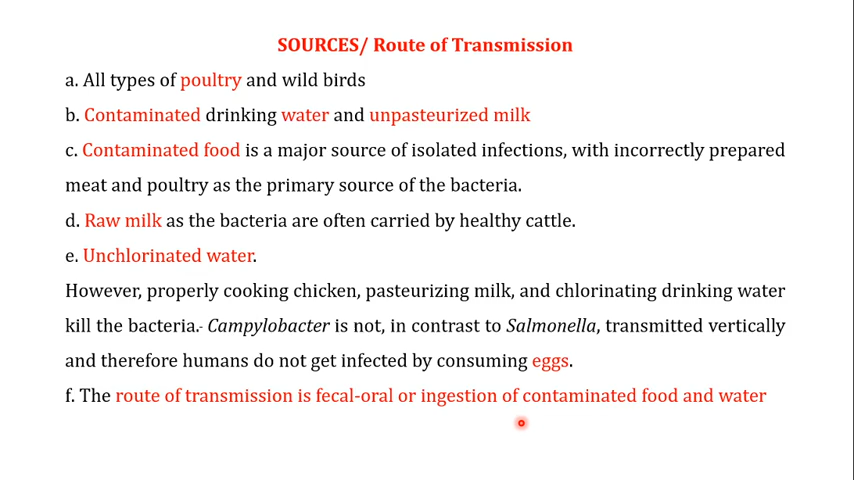 SOURCES/ Route of Transmission
a. All types of poultry and wild birds
b. Contaminated drinking water and unpasteurized milk
c. Contaminated food is a major source of isolated infections, with incorrectly prepared
meat and poultry as the primary source of the bacteria.
d. Raw milk as the bacteria are often carried by healthy cattle.
e. Unchlorinated water.
However, properly cooking chicken, pasteurizing milk, and chlorinating drinking water
kill the bacteria.- Campylobacter is not, in contrast to Salmonella, transmitted vertically
and therefore humans do not get infected by consuming eggs.
f. The route of transmission is fecal-oral or ingestion of contaminated food and water